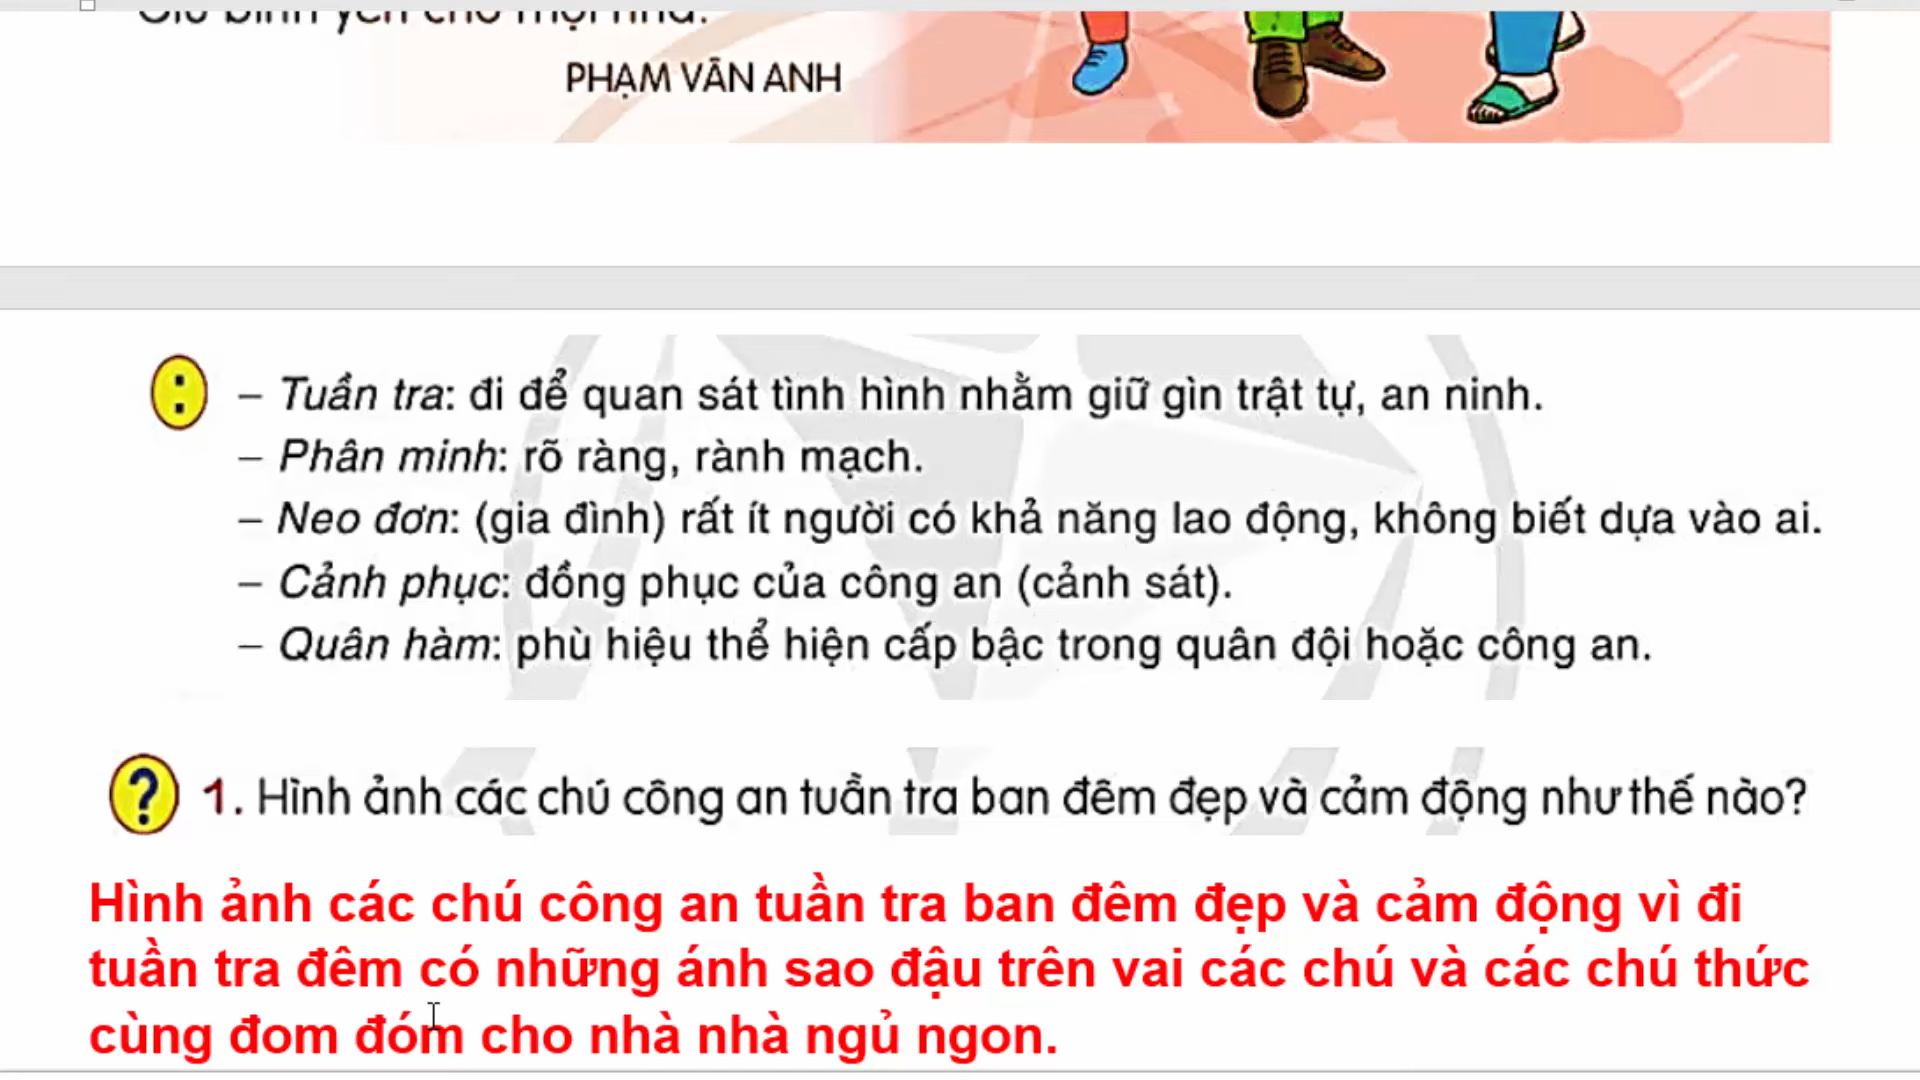 bình yên cho mọi nhà.
PHẠM VÂN ANH
: – Tuần tra: đi để quan sát tình hình nhằm giữ gìn trật tự, an ninh.
– Phân minh: rõ ràng, rành mạch.
– Neo đơn: (gia đình) rất ít người có khả năng lao động, không biết dựa vào ai.
– Cảnh phục: đồng phục của công an (cảnh sát).
– Quân hàm: phù hiệu thể hiện cấp bậc trong quân đội hoặc công an.
? 1. Hình ảnh các chú công an tuần tra ban đêm đẹp và cảm động như thế nào?
Hình ảnh các chú công an tuần tra ban đêm đẹp và cảm động vì đi
tuần tra đêm có những ánh sao đậu trên vai các chú và các chú thức
cùng đom đóm cho nhà nhà ngủ ngon.